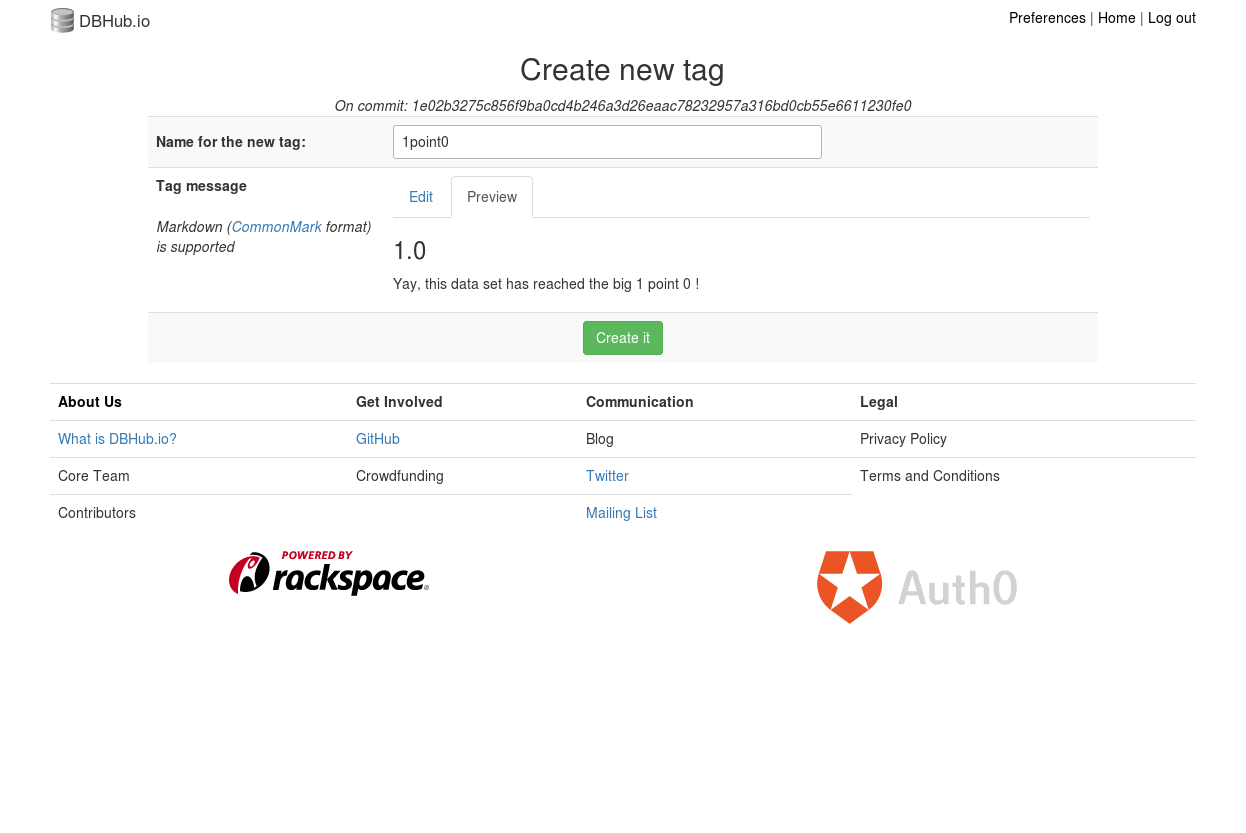 DBHub.io
Preferences | Home | Log out
Create new tag
On commit: 1e02b3275c856f9ba0cd4b246a3d26eaac78232957a316bd0cb55e6611230fe0
Name for the new tag:
1point0
Tag message
Markdown (CommonMark format)
is supported
Edit
Preview
1.0
Yay, this data set has reached the big 1 point 0 !
Create it
About Us
Get Involved
Communication
Legal
What is DBHub.io?
GitHub
Blog
Privacy Policy
Core Team
Crowdfunding
Twitter
Terms and Conditions
Contributors
Mailing List
POWERED BY
rackspace®
Auth0